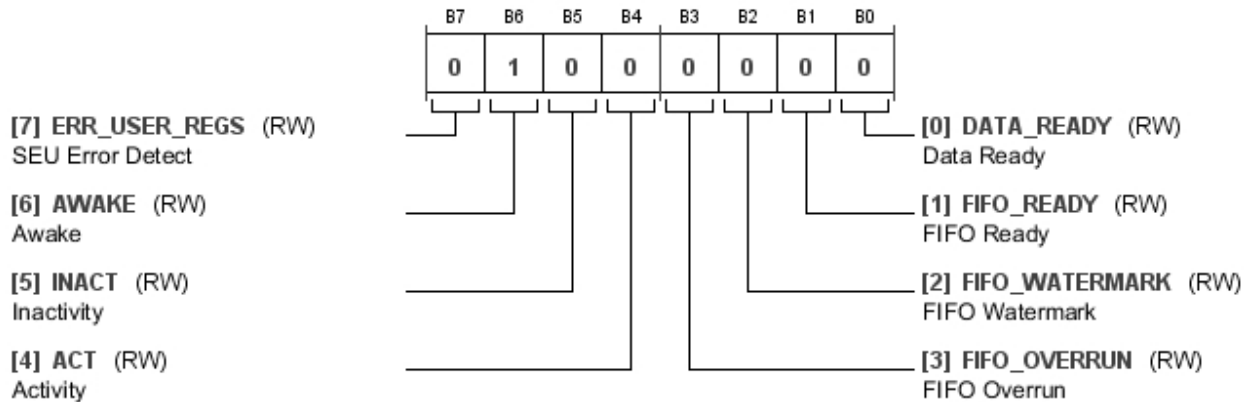 B7 B6 B5 B4 B3 B2 B1 B0
0 1 0 0 0 0 0 0
[7] ERR_USER_REGS (RW)
SEU Error Detect
[6] AWAKE (RW)
Awake
[5] INACT (RW)
Inactivity
[4] ACT (RW)
Activity
[0] DATA_READY (RW)
Data Ready
[1] FIFO_READY (RW)
FIFO Ready
[2] FIFO_WATERMARK (RW)
FIFO Watermark
[3] FIFO_OVERRUN (RW)
FIFO Overrun